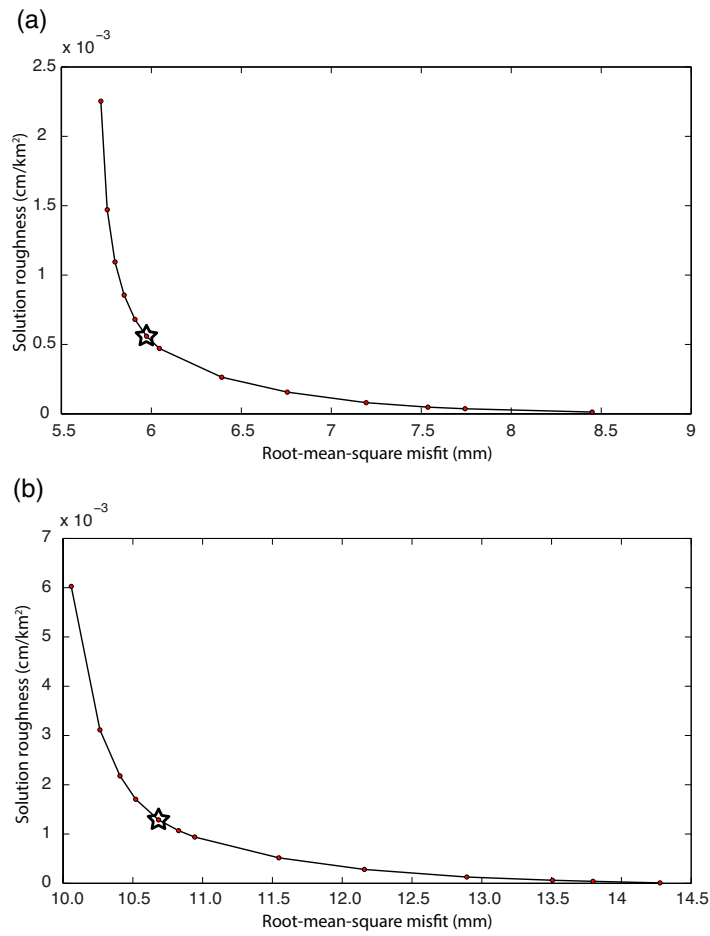 (a)
x 10⁻³
2.5
2
1.5
1
0.5
0
5.5 6 6.5 7 7.5 8 8.5 9
Solution roughness (cm/km²)
Root-mean-square misfit (mm)
(b)
x 10⁻³
7
6
5
4
3
2
1
0
10.0 10.5 11.0 11.5 12.0 12.5 13.0 13.5 14 14.5
Solution roughness (cm/km²)
Root-mean-square misfit (mm)